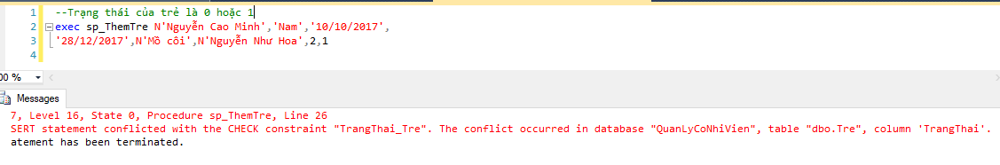 1 --Trạng thái của trẻ là 0 hoặc 1
2 exec sp_ThemTre N'Nguyễn Cao Minh','Nam','10/10/2017',
3 '28/12/2017',N'Mồ côi',N'Nguyễn Như Hoa',2,1
4
00 %
Messages
7, Level 16, State 0, Procedure sp_ThemTre, Line 26
SERT statement conflicted with the CHECK constraint "TrangThai_Tre". The conflict occurred in database "QuanLyCoNhiVien", table "dbo.Tre", column 'TrangThai'.
atement has been terminated.